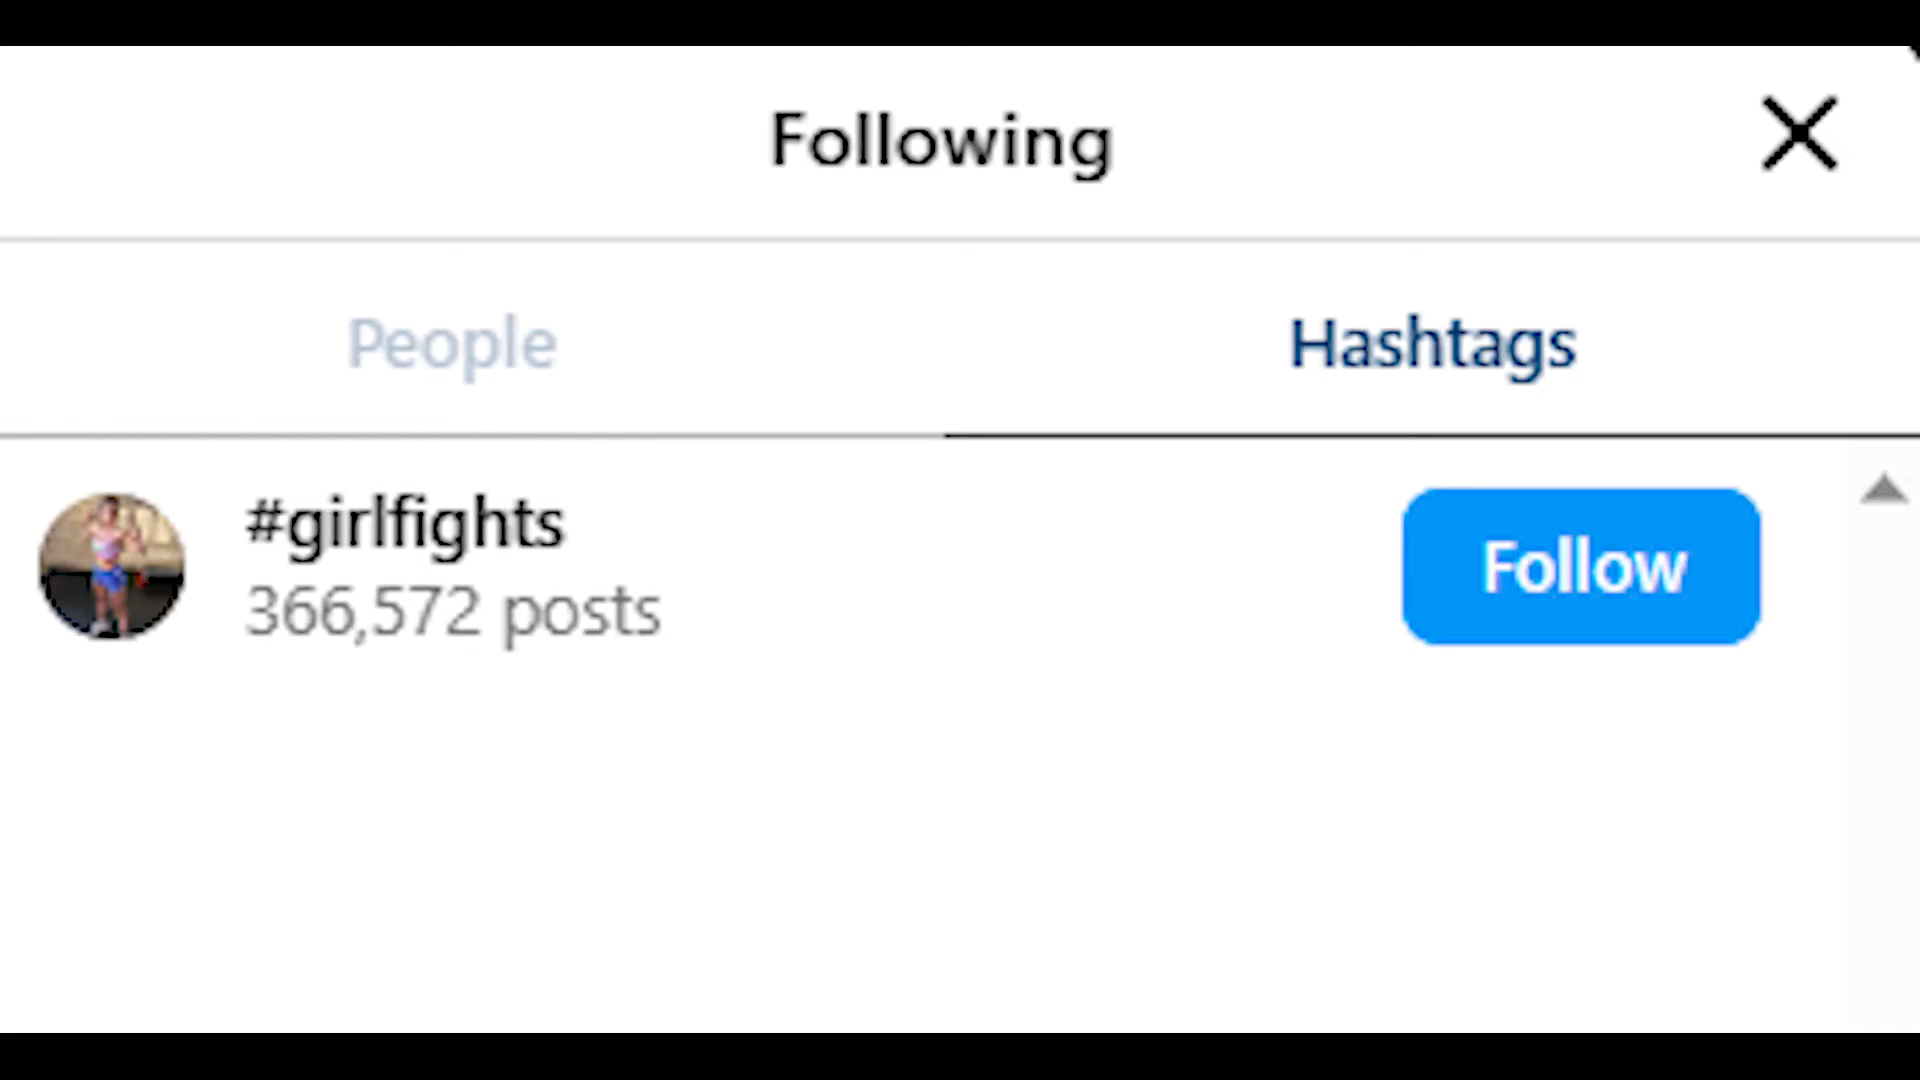 Following
People
Hashtags
#girlfights
366,572 posts
Follow